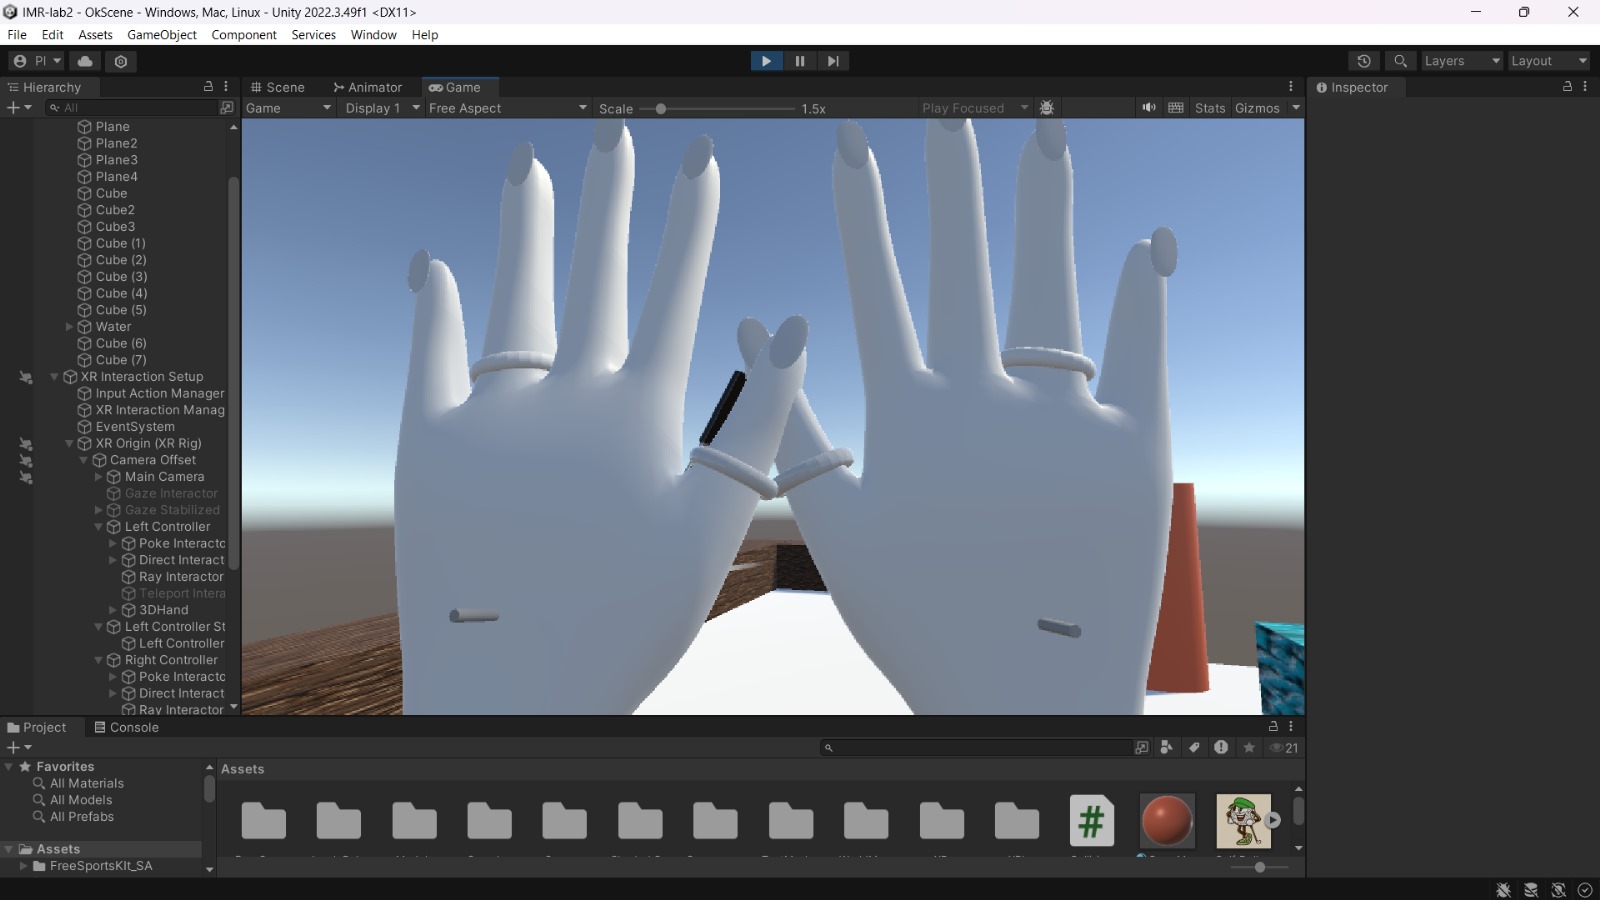 IMR-lab2 - OkScene - Windows, Mac, Linux - Unity 2022.3.49f1 <DX11>
File Edit Assets GameObject Component Services Window Help
PI Layers Layout
Hierarchy Scene Animator Game Inspector
All Game Display 1 Free Aspect Scale 1.5x Play Focused Stats Gizmos
Plane
Plane2
Plane3
Plane4
Cube
Cube2
Cube3
Cube (1)
Cube (2)
Cube (3)
Cube (4)
Cube (5)
Water
Cube (6)
Cube (7)
XR Interaction Setup
Input Action Manager
XR Interaction Manag
EventSystem
XR Origin (XR Rig)
Camera Offset
Main Camera
Gaze Interactor
Gaze Stabilized
Left Controller
Poke Interacto
Direct Interact
Ray Interactor
Teleport Intera
3DHand
Left Controller St
Left Controller
Right Controller
Poke Interacto
Direct Interact
Ray Interactor
Project Console
21
Favorites
All Materials
All Models
All Prefabs
Assets
FreeSportsKIt_SA
Assets
#